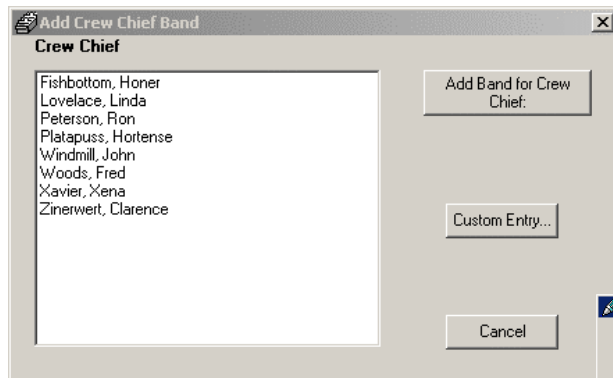 Add Crew Chief Band
Crew Chief
Fishbottom, Honer
Lovelace, Linda
Peterson, Ron
Platapuss, Hortense
Windmill, John
Woods, Fred
Xavier, Xena
Zinerwert, Clarence
Add Band for Crew
Chief:
Custom Entry...
Cancel